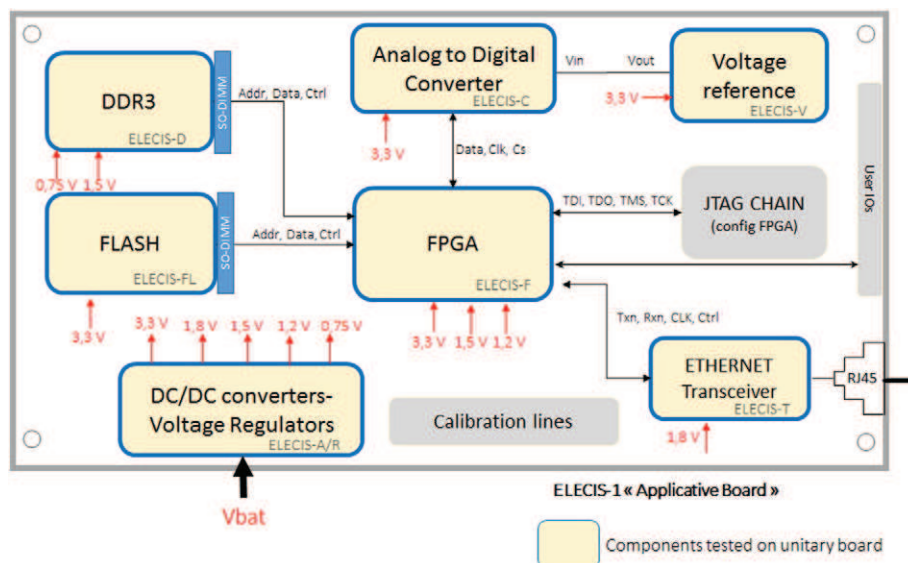 Analog to Digital
Converter
ELECIS-C
Vin
Vout
Voltage
reference
ELECIS-V
3,3 V
DDR3
ELECIS-D
SO-DIMM
Addr, Data, Ctrl
0,75 V
1,5 V
3,3 V
Data, Clk, Cs
User IOs
FLASH
ELECIS-FL
SO-DIMM
Addr, Data, Ctrl
3,3 V
FPGA
ELECIS-F
TDI, TDO, TMS, TCK
JTAG CHAIN
(config FPGA)
3,3 V
1,5 V
1,2 V
Txn, Rxn, CLK, Ctrl
3,3 V
1,8 V
1,5 V
1,2 V
0,75 V
DC/DC converters-
Voltage Regulators
ELECIS-A/R
Vbat
Calibration lines
ETHERNET
Transceiver
ELECIS-T
RJ45
1,8 V
ELECIS-1 « Applicative Board »
Components tested on unitary board